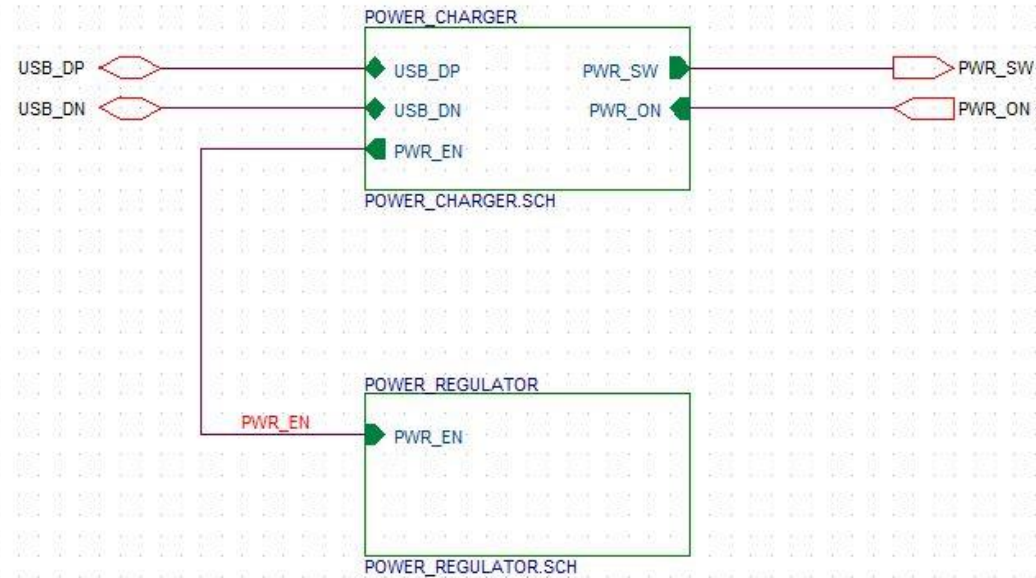 POWER_CHARGER
USB_DP USB_DP PWR_SW PWR_SW
USB_DN USB_DN PWR_ON PWR_ON
PWR_EN
POWER_CHARGER.SCH
POWER_REGULATOR
PWR_EN PWR_EN
POWER_REGULATOR.SCH